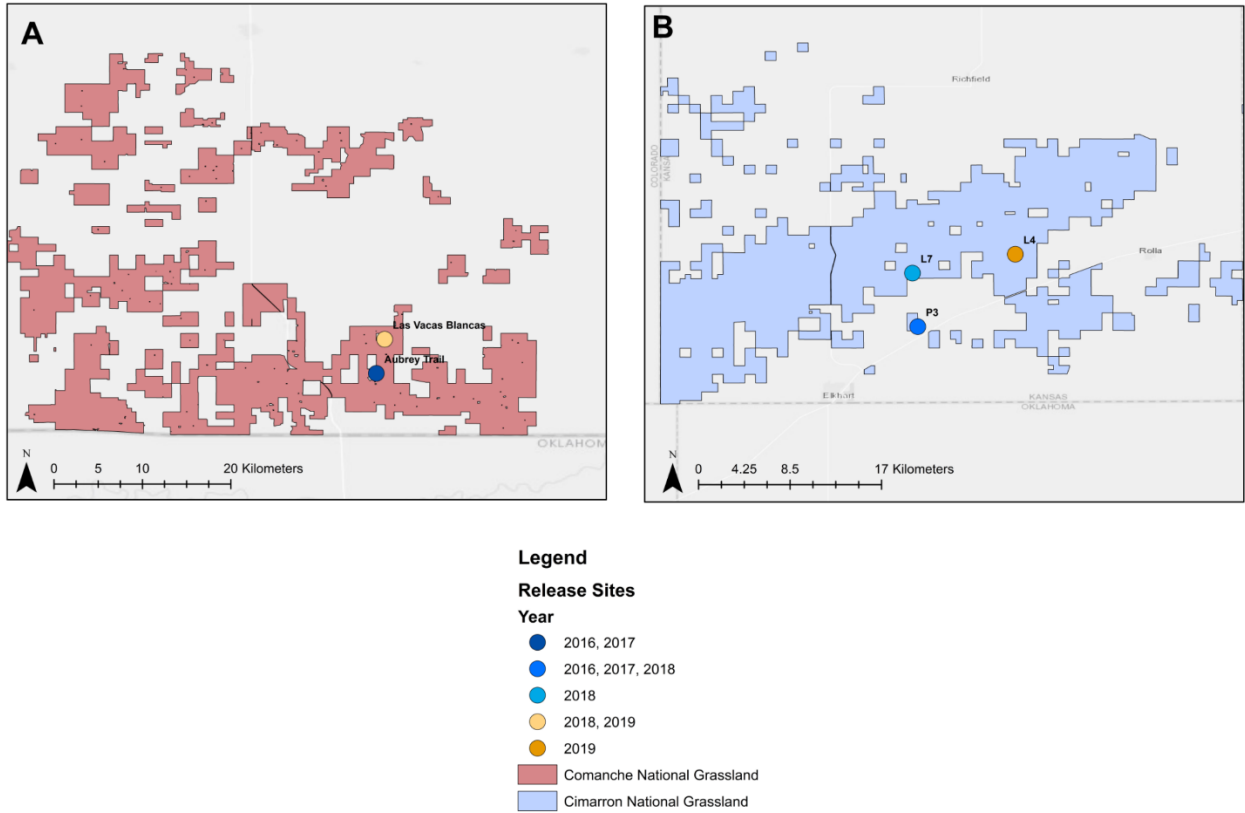 A
Las Vacas Blancas
Aubrey Trail
OKLAHOM
N
0 5 10 20 Kilometers
B
Richfield
COLORADO
KANSA
L4
Rolla
L7
P3
Elkhart
KANSAS
OKLAHOMA
N
0 4.25 8.5 17 Kilometers
Legend
Release Sites
Year
2016, 2017
2016, 2017, 2018
2018
2018, 2019
2019
Comanche National Grassland
Cimarron National Grassland